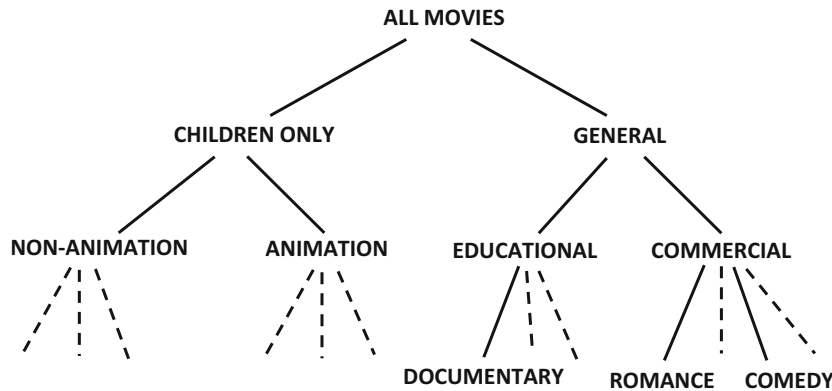 ALL MOVIES
CHILDREN ONLY GENERAL
NON-ANIMATION ANIMATION EDUCATIONAL COMMERCIAL
DOCUMENTARY ROMANCE COMEDY